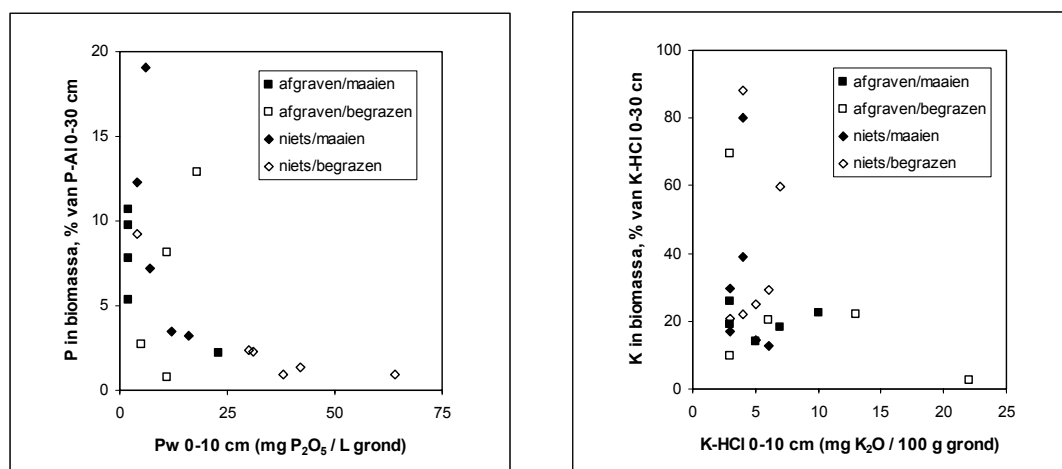 P in biomassa, % van P-Al 0-30 cm
20
15
10
5
0
0 25 50 75
Pw 0-10 cm (mg P₂O₅ / L grond)
afgraven/maaien
afgraven/begrazen
niets/maaien
niets/begrazen
K in biomassa, % van K-HCl 0-30 cn
100
80
60
40
20
0
0 5 10 15 20 25
K-HCl 0-10 cm (mg K₂O / 100 g grond)
afgraven/maaien
afgraven/begrazen
niets/maaien
niets/begrazen